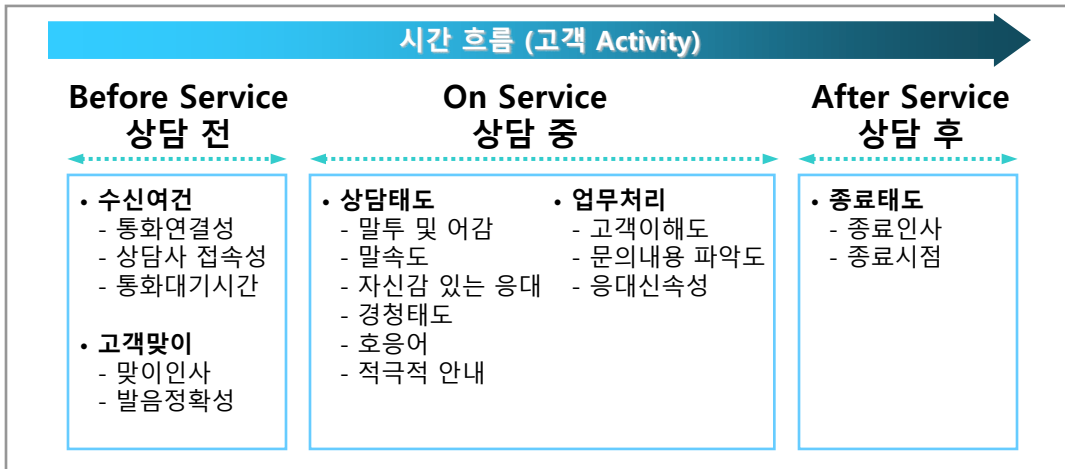 시간 흐름 (고객 Activity)
Before Service
상담 전
• 수신여건
- 통화연결성
- 상담사 접속성
- 통화대기시간
• 고객맞이
- 맞이인사
- 발음정확성
On Service
상담 중
• 상담태도
- 말투 및 어감
- 말속도
- 자신감 있는 응대
- 경청태도
- 호응어
- 적극적 안내
• 업무처리
- 고객이해도
- 문의내용 파악도
- 응대신속성
After Service
상담 후
• 종료태도
- 종료인사
- 종료시점